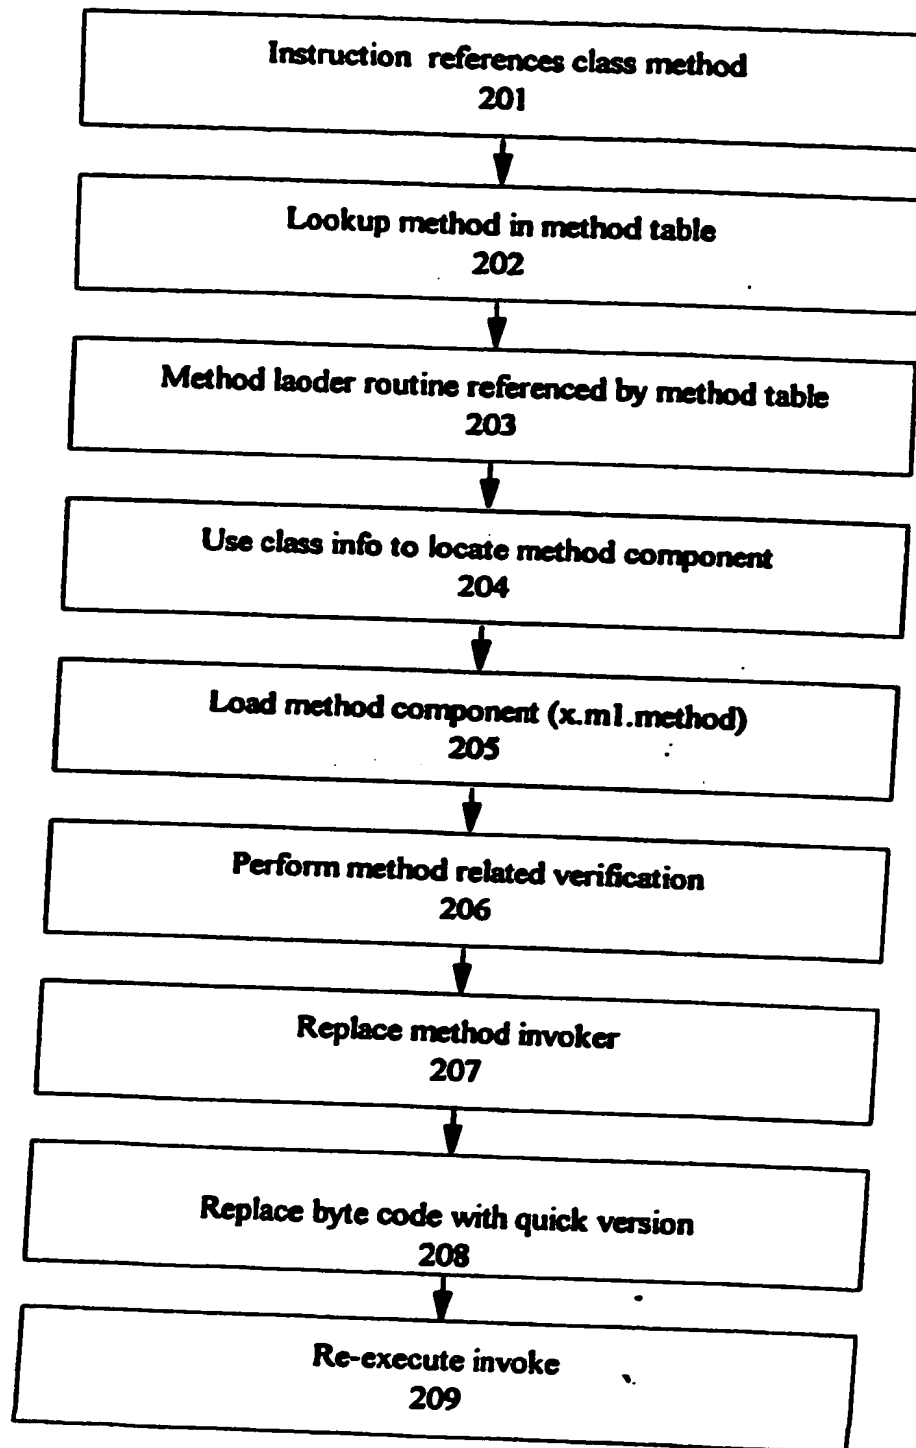 Instruction references class method
201
Lookup method in method table
202
Method laoder routine referenced by method table
203
Use class info to locate method component
204
Load method component (x.m1.method)
205
Perform method related verification
206
Replace method invoker
207
Replace byte code with quick version
208
Re-execute invoke
209